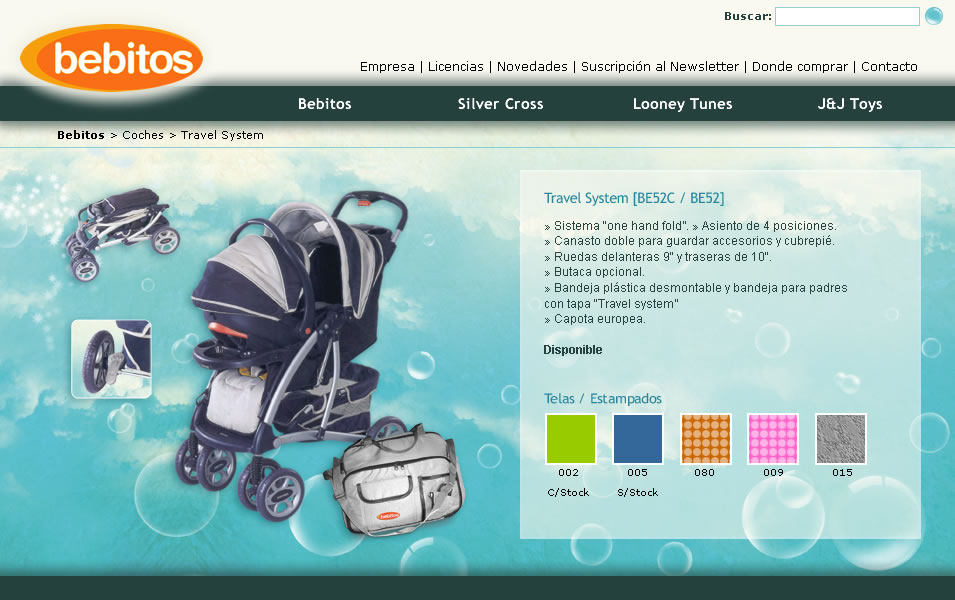 Buscar:
bebitos
Empresa | Licencias | Novedades | Suscripción al Newsletter | Donde comprar | Contacto
Bebitos Silver Cross Looney Tunes J&J Toys
Bebitos > Coches > Travel System
Travel System [BE52C / BE52]
» Sistema "one hand fold". » Asiento de 4 posiciones.
» Canasto doble para guardar accesorios y cubrepié.
» Ruedas delanteras 9" y traseras de 10".
» Butaca opcional.
» Bandeja plástica desmontable y bandeja para padres
con tapa "Travel system"
» Capota europea.
Disponible
Telas / Estampados
002 005 080 009 015
C/Stock S/Stock
bebitos